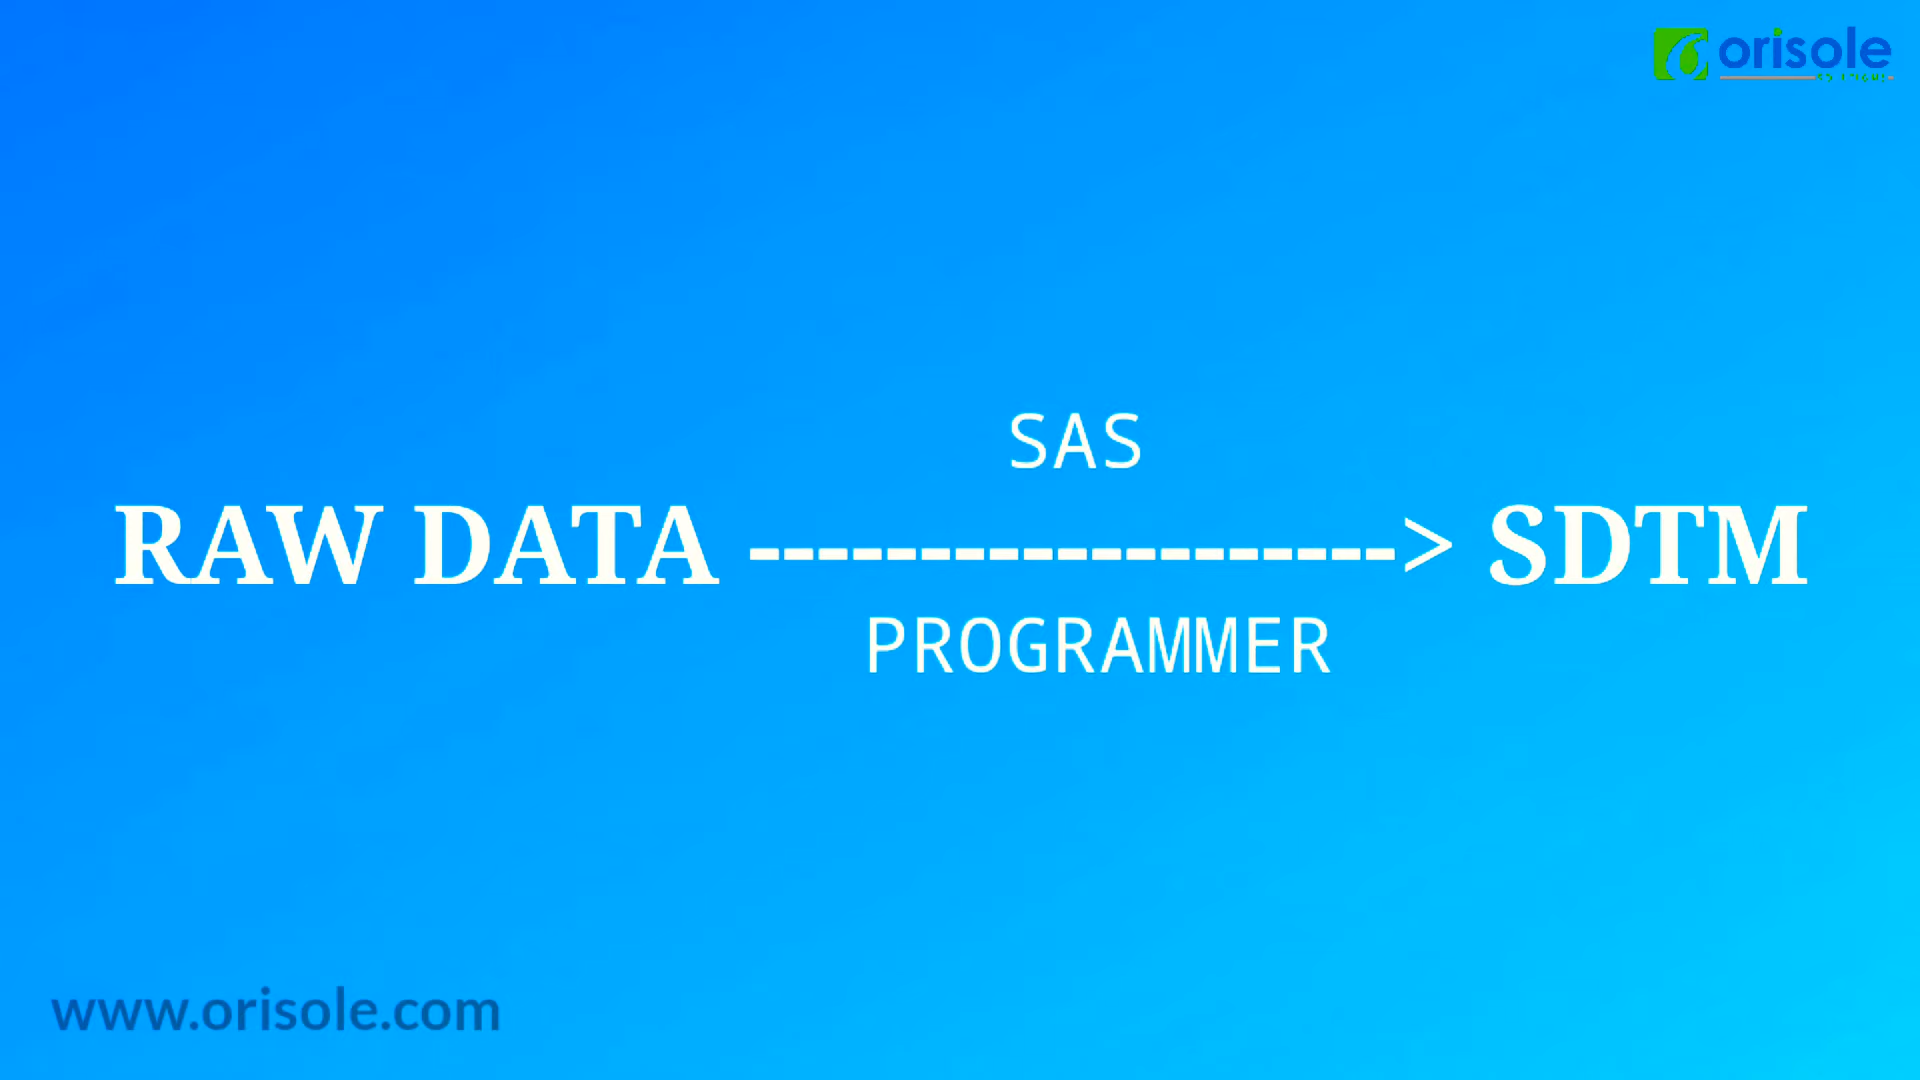 orisole
SAS
RAW DATA -------------------> SDTM
PROGRAMMER
www.orisole.com